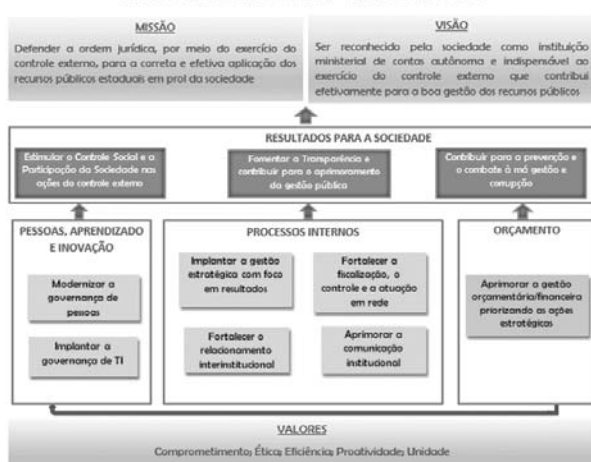 MISSÃO
Defender a ordem jurídica, por meio do exercício do
controle externo, para a correta e efetiva aplicação dos
recursos públicos estaduais em prol da sociedade
VISÃO
Ser reconhecido pela sociedade como instituição
ministerial de contas autônoma e indispensável ao
exercício do controle externo que contribui
efetivamente para a boa gestão dos recursos públicos
RESULTADOS PARA A SOCIEDADE
Estimular o Controle Social e a
Participação da Sociedade nas
ações do controle externo
Fomentar a Transparência e
contribuir para o aprimoramento
da gestão pública
Contribuir para a prevenção e
o combate à má gestão e
corrupção
PESSOAS, APRENDIZADO
E INOVAÇÃO
Modernizar a
governança de
pessoas
Implantar a
governança de TI
PROCESSOS INTERNOS
Implantar a gestão
estratégica com foco
em resultados
Fortalecer a
fiscalização, o
controle e a atuação
em rede
Fortalecer o
relacionamento
interinstitucional
Aprimorar a
comunicação
institucional
ORÇAMENTO
Aprimorar a gestão
orçamentária/financeira
priorizando as ações
estratégicas
VALORES
Comprometimento; Ética; Eficiência; Proatividade; Unidade